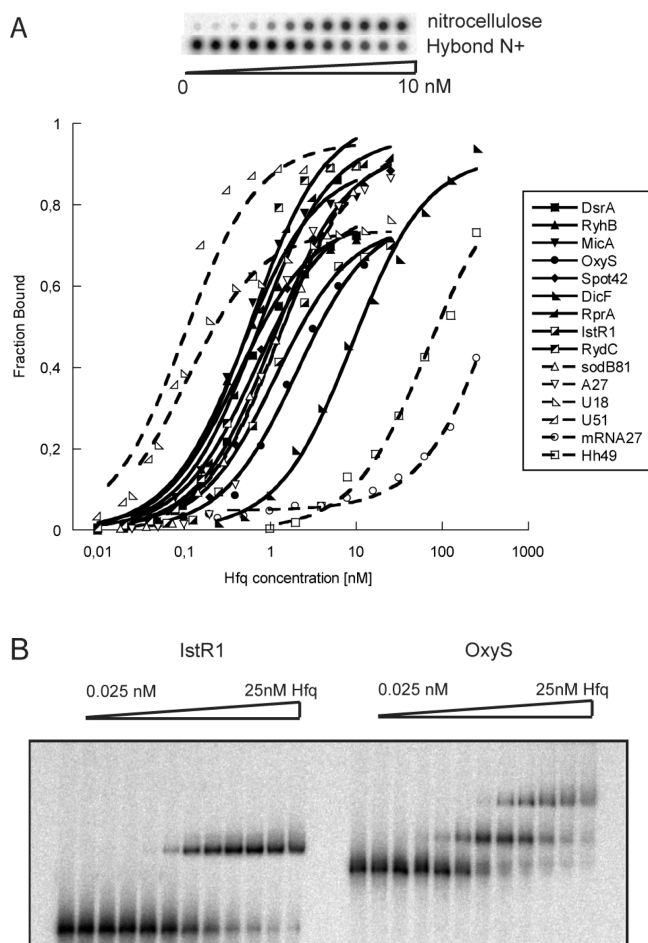 A
nitrocellulose
Hybond N+
0
10 nM
1
0,8
0,6
0,4
0,2
0
Fraction Bound
0,01
0,1
1
10
100
1000
Hfq concentration [nM]
DsrA
RyhB
MicA
OxyS
Spot42
DicF
RprA
IstR1
RydC
sodB81
A27
U18
U51
mRNA27
Hh49
B
IstR1
OxyS
0.025 nM
25nM Hfq
0.025 nM
25nM Hfq